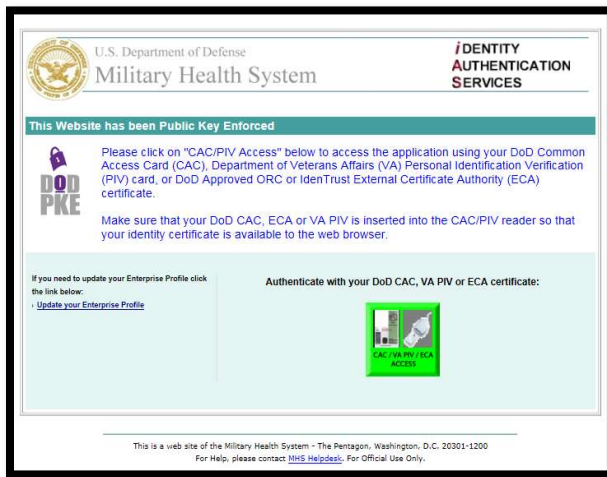 U.S. Department of Defense
Military Health System
iDENTITY
AUTHENTICATION
SERVICES
This Website has been Public Key Enforced
DOD
PKE
Please click on "CAC/PIV Access" below to access the application using your DoD Common
Access Card (CAC), Department of Veterans Affairs (VA) Personal Identification Verification
(PIV) card, or DoD Approved ORC or IdenTrust External Certificate Authority (ECA)
certificate.
Make sure that your DoD CAC, ECA or VA PIV is inserted into the CAC/PIV reader so that
your identity certificate is available to the web browser.
If you need to update your Enterprise Profile click
the link below:
› Update your Enterprise Profile
Authenticate with your DoD CAC, VA PIV or ECA certificate:
CAC / VA PIV / ECA
ACCESS
This is a web site of the Military Health System - The Pentagon, Washington, D.C. 20301-1200
For Help, please contact MHS Helpdesk. For Official Use Only.